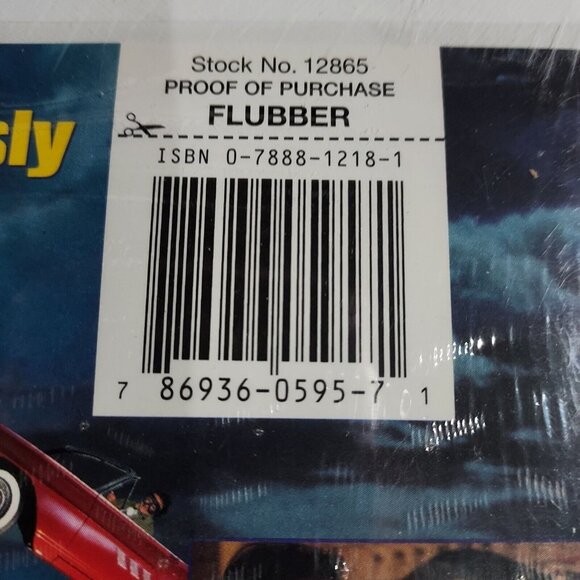 Stock No. 12865
PROOF OF PURCHASE
FLUBBER
sly
ISBN 0-7888-1218-1
7 86936-0595-7 1